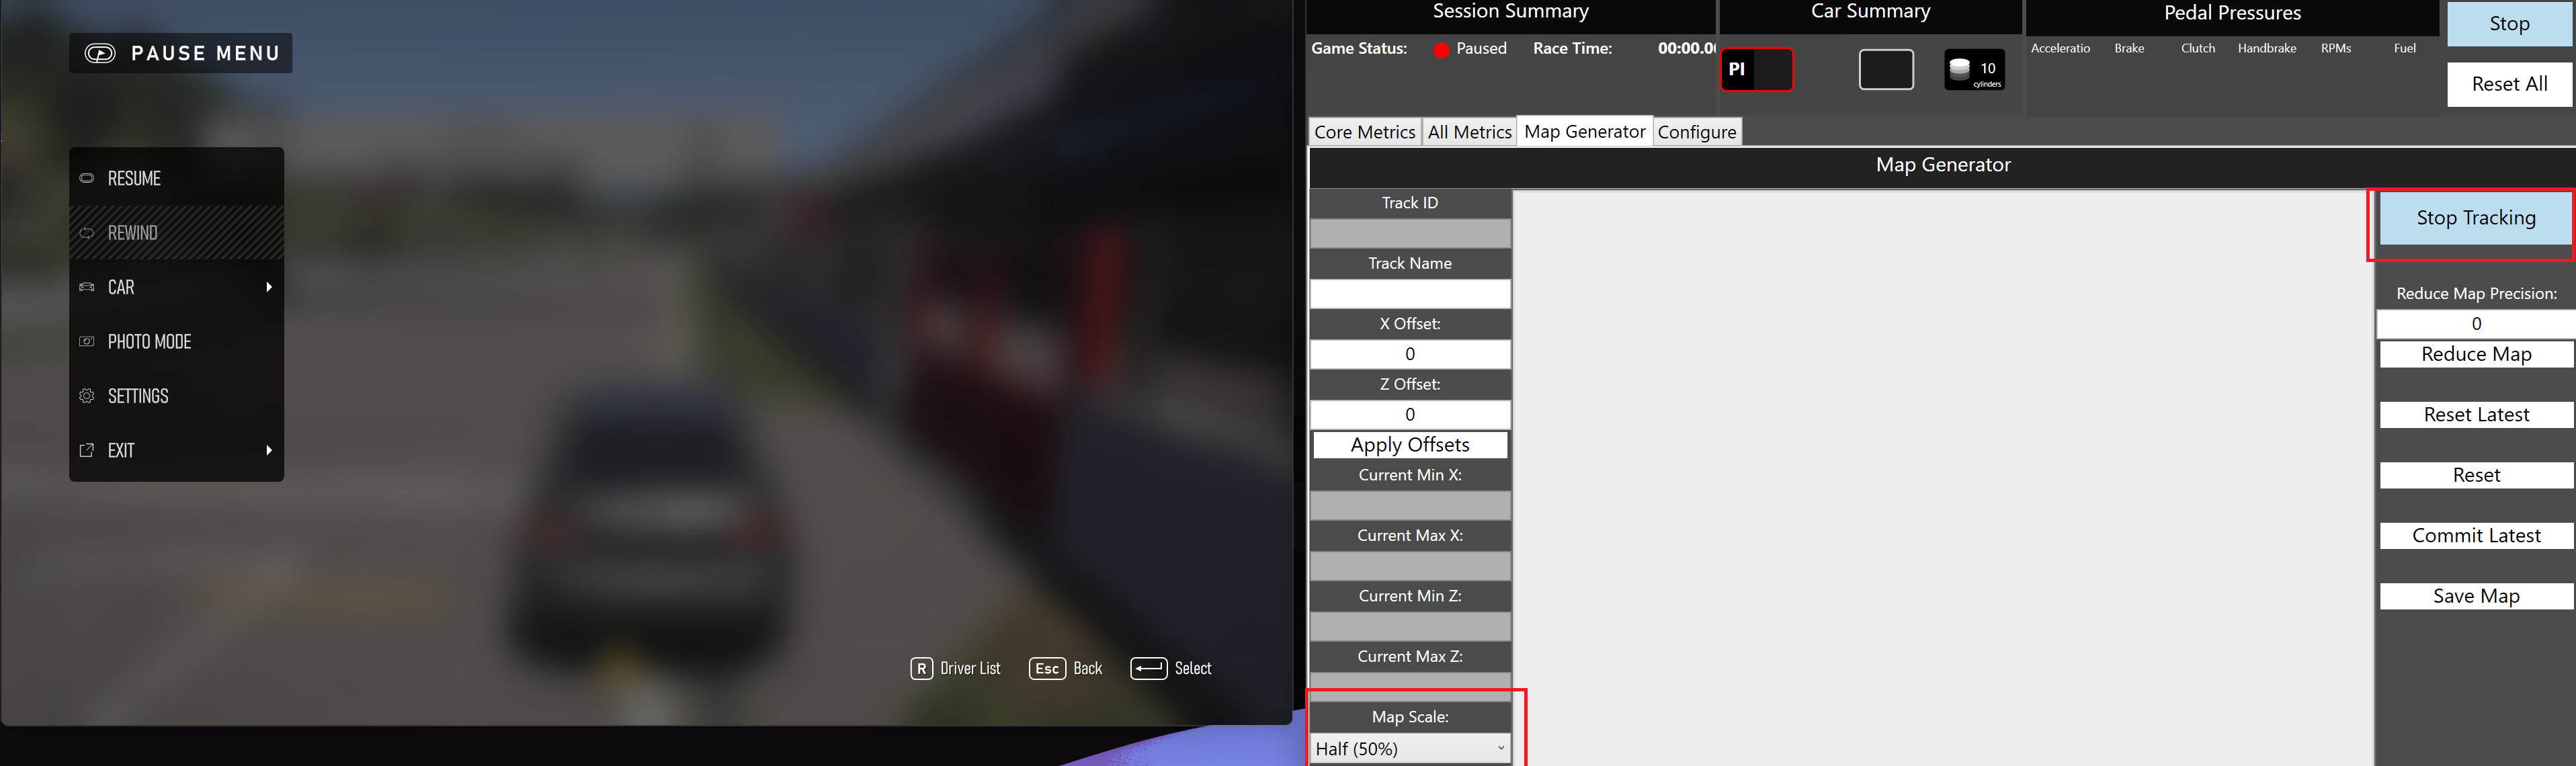 PAUSE MENU
RESUME
REWIND
CAR
PHOTO MODE
SETTINGS
EXIT
R Driver List Esc Back Select
Session Summary
Game Status: Paused Race Time: 00:00.00
Car Summary
PI
10
cylinders
Pedal Pressures
Acceleratio Brake Clutch Handbrake RPMs Fuel
Stop
Reset All
Core Metrics All Metrics Map Generator Configure
Map Generator
Track ID
Track Name
X Offset:
0
Z Offset:
0
Apply Offsets
Current Min X:
Current Max X:
Current Min Z:
Current Max Z:
Map Scale:
Half (50%)
Stop Tracking
Reduce Map Precision:
0
Reduce Map
Reset Latest
Reset
Commit Latest
Save Map